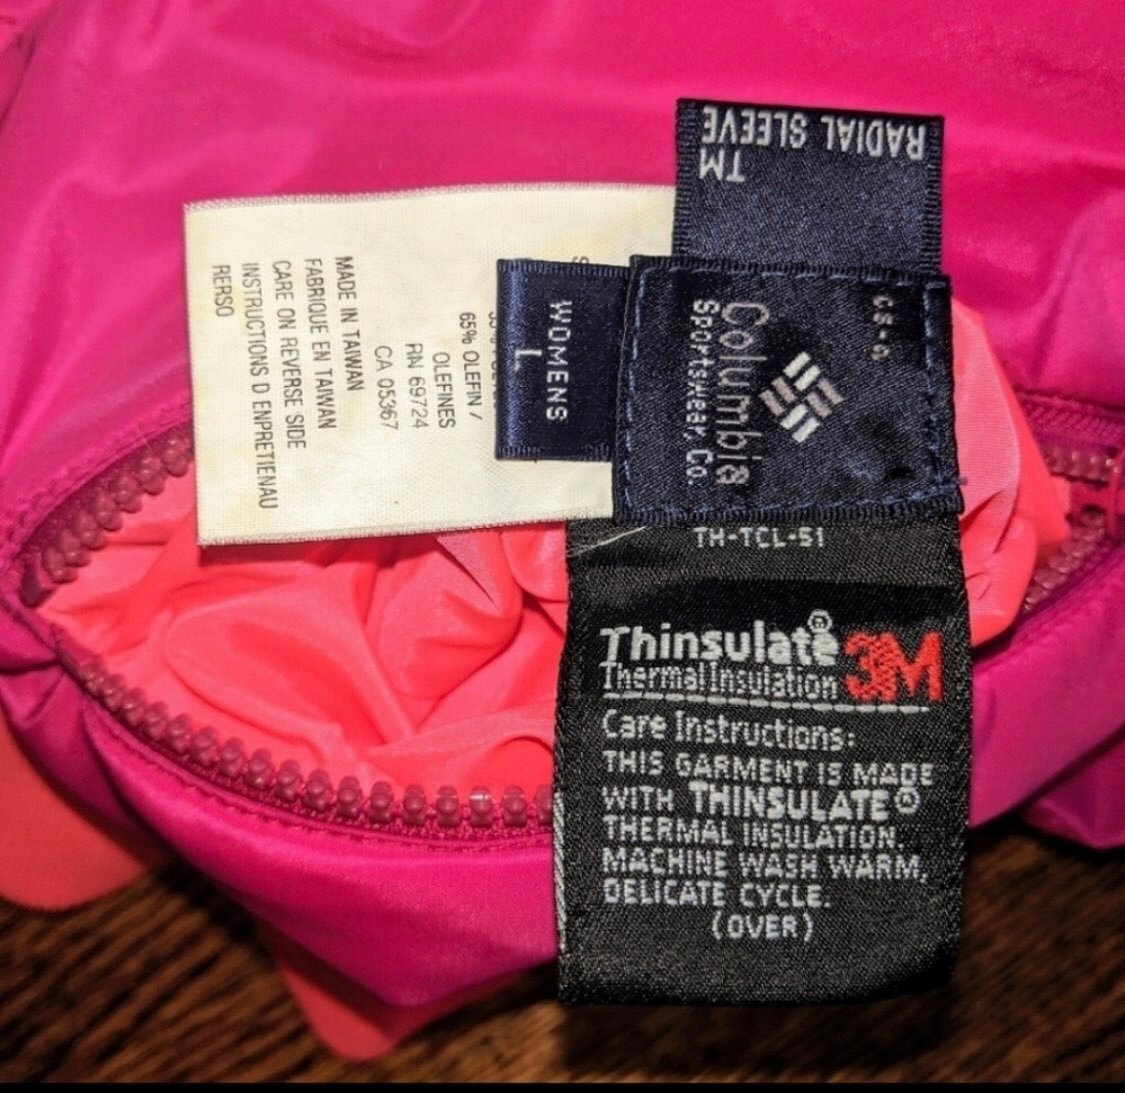 RADIAL SLEEVE
TM
Columbia
Sportswear Co.
WOMENS
L
65% OLEFIN /
OLEFINES
RN 69724
CA 05367
MADE IN TAIWAN
FABRIQUE EN TAIWAN
CARE ON REVERSE SIDE
INSTRUCTIONS D ENPRETIENAU
RERSO
TH-TCL-51
Thinsulate® 3M
Thermal Insulation
Care Instructions:
THIS GARMENT IS MADE
WITH THINSULATE®
THERMAL INSULATION.
MACHINE WASH WARM,
DELICATE CYCLE.
(OVER)